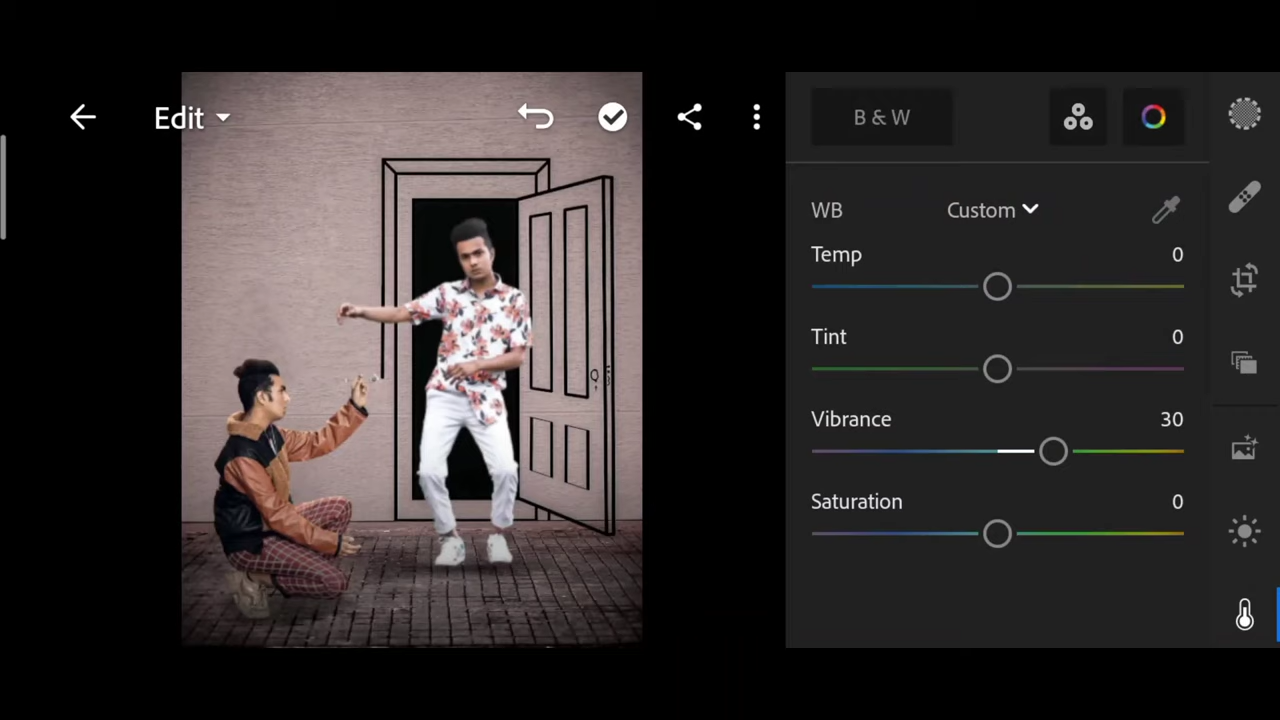 Edit
B & W
WB Custom
Temp 0
Tint 0
Vibrance 30
Saturation 0